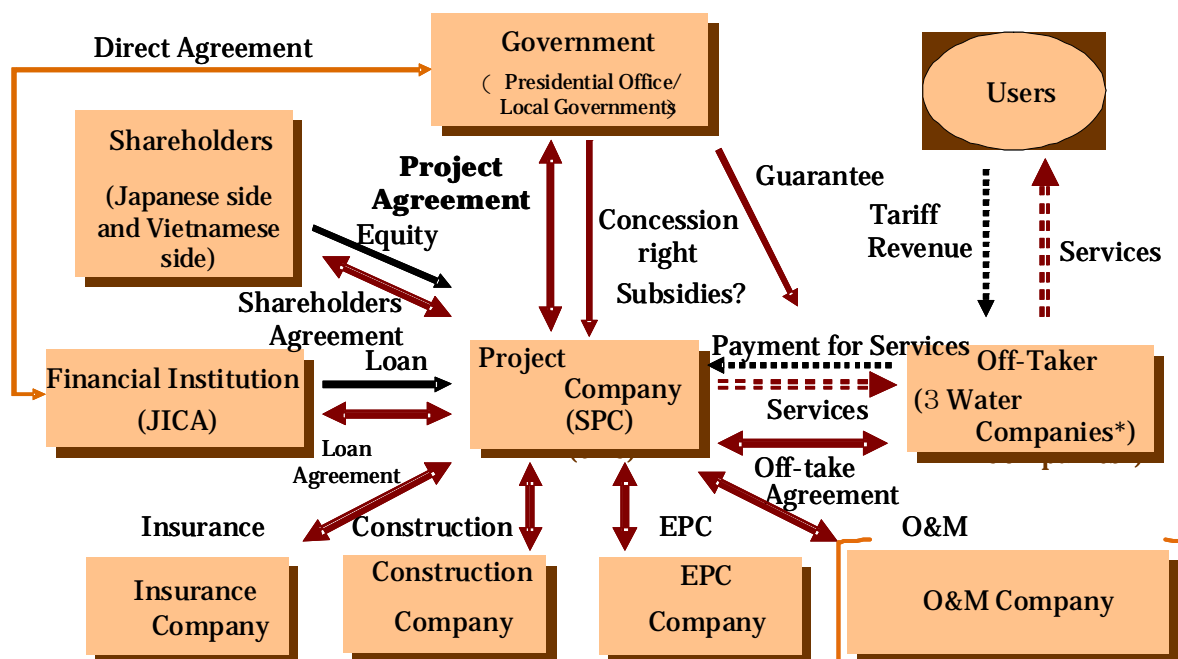 Direct Agreement
Government
( Presidential Office/
Local Governments)
Users
Shareholders
(Japanese side
and Vietnamese
side)
Project
Agreement
Equity
Shareholders
Agreement
Concession
right
Subsidies?
Guarantee
Tariff
Revenue
Services
Financial Institution
(JICA)
Loan
Loan
Agreement
Project
Company
(SPC)
Payment for Services
Services
Off-take
Agreement
Off-Taker
(3 Water
Companies*)
Insurance
Construction
EPC
O&M
Insurance
Company
Construction
Company
EPC
Company
O&M Company